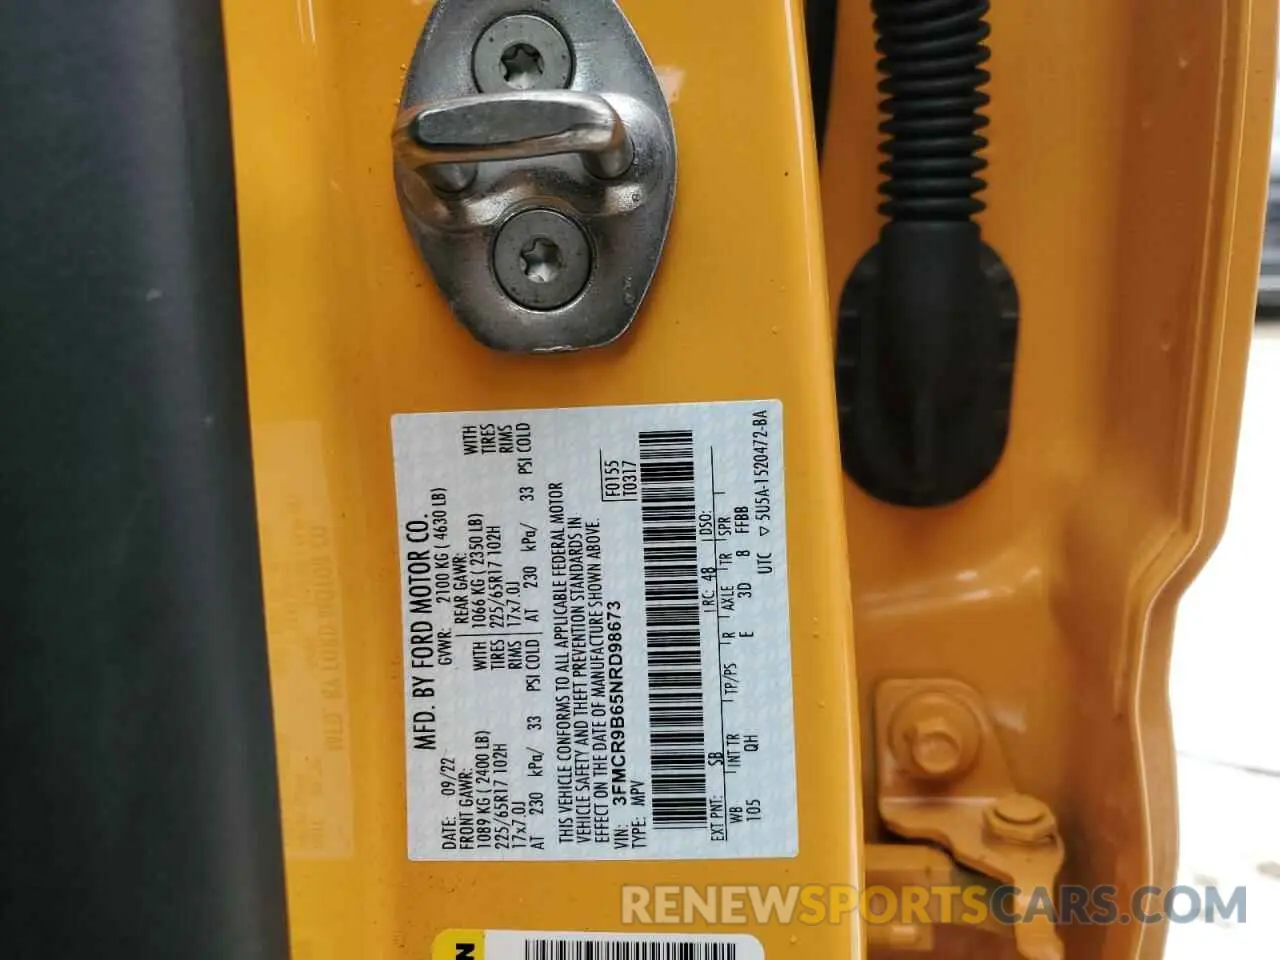 MFD. BY FORD MOTOR CO.
DATE: 09/22 GVWR: 2100 KG ( 4630 LB)
FRONT GAWR: REAR GAWR:
1089 KG ( 2400 LB) WITH 1066 KG ( 2350 LB) WITH
225/65R17 102H TIRES 225/65R17 102H TIRES
17x7.0J RIMS 17x7.0J RIMS
AT 230 kPa/ 33 PSI COLD AT 230 kPa/ 33 PSI COLD
THIS VEHICLE CONFORMS TO ALL APPLICABLE FEDERAL MOTOR
VEHICLE SAFETY AND THEFT PREVENTION STANDARDS IN
EFFECT ON THE DATE OF MANUFACTURE SHOWN ABOVE.
VIN: 3FMCR9B65NRD98673 F0155
TYPE: MPV T0317
EXT PNT: SB RC: 48 DSO:
WB INT TR TP/PS R AXLE TR SPR
105 QH E 3D 8 FFBB
UTC ▽ 5U5A-1520472-BA
RENEWSPORTSCARS.COM